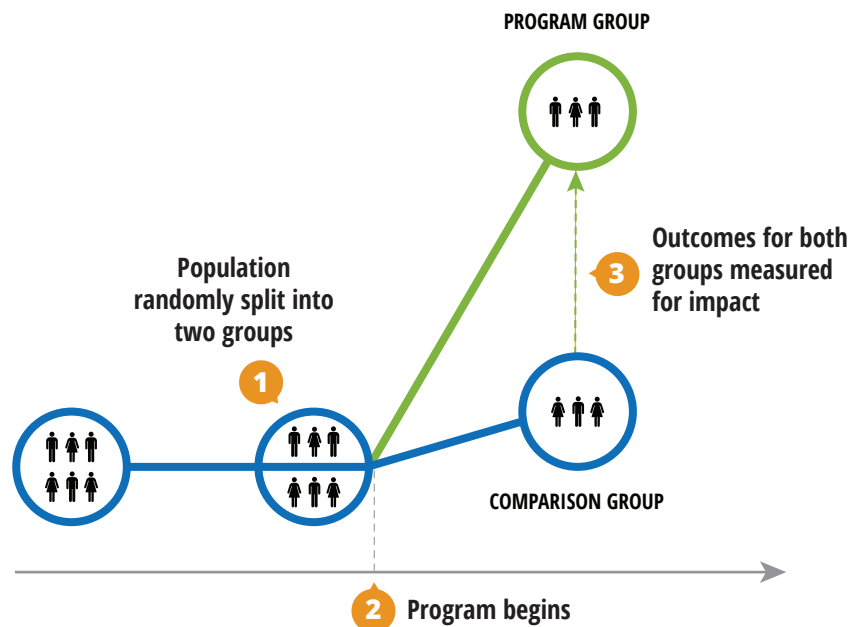 PROGRAM GROUP
Population
randomly split into
two groups
1
3
Outcomes for both
groups measured
for impact
COMPARISON GROUP
2
Program begins